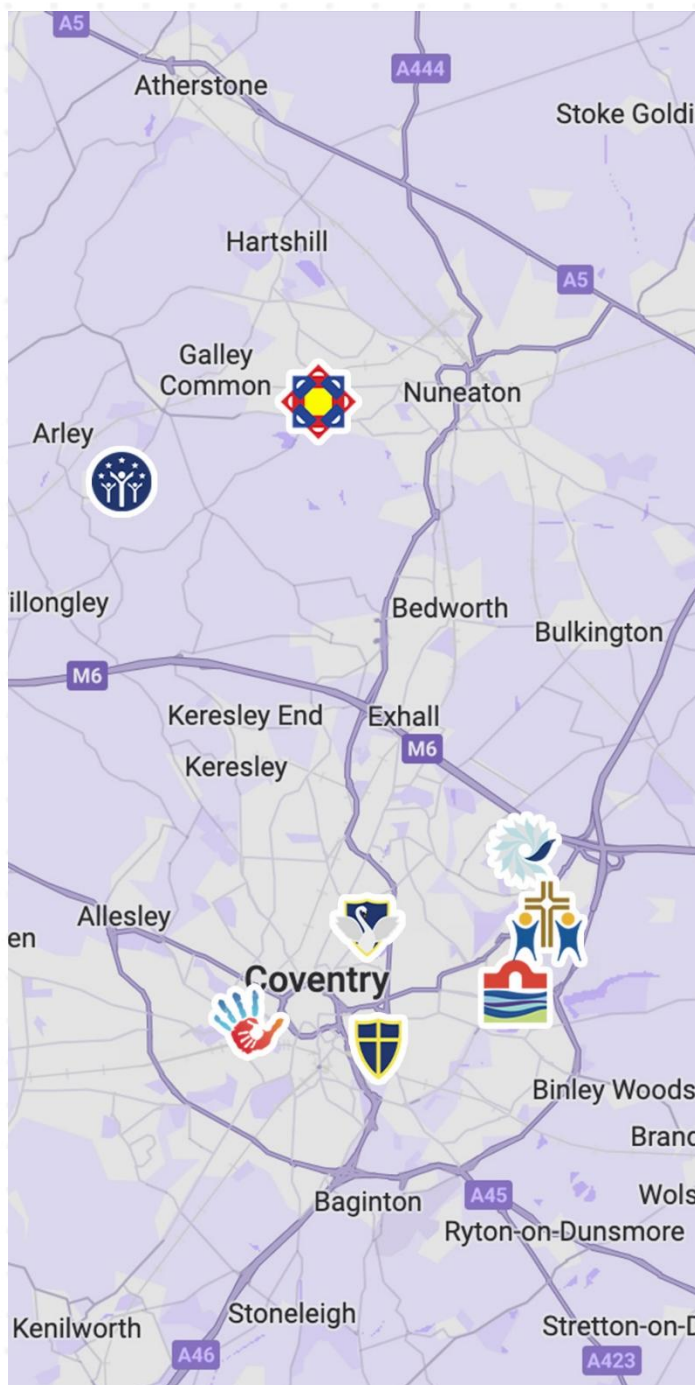 A5
A444
Atherstone
Stoke Goldi
Hartshill
A5
Galley
Common
Nuneaton
Arley
illongley
Bedworth
Bulkington
M6
Keresley End
Exhall
M6
Keresley
Allesley
en
Coventry
Binley Woods
Branc
Baginton
A45
Wols
Ryton-on-Dunsmore
Stoneleigh
Kenilworth
Stretton-on-D
A46
A423